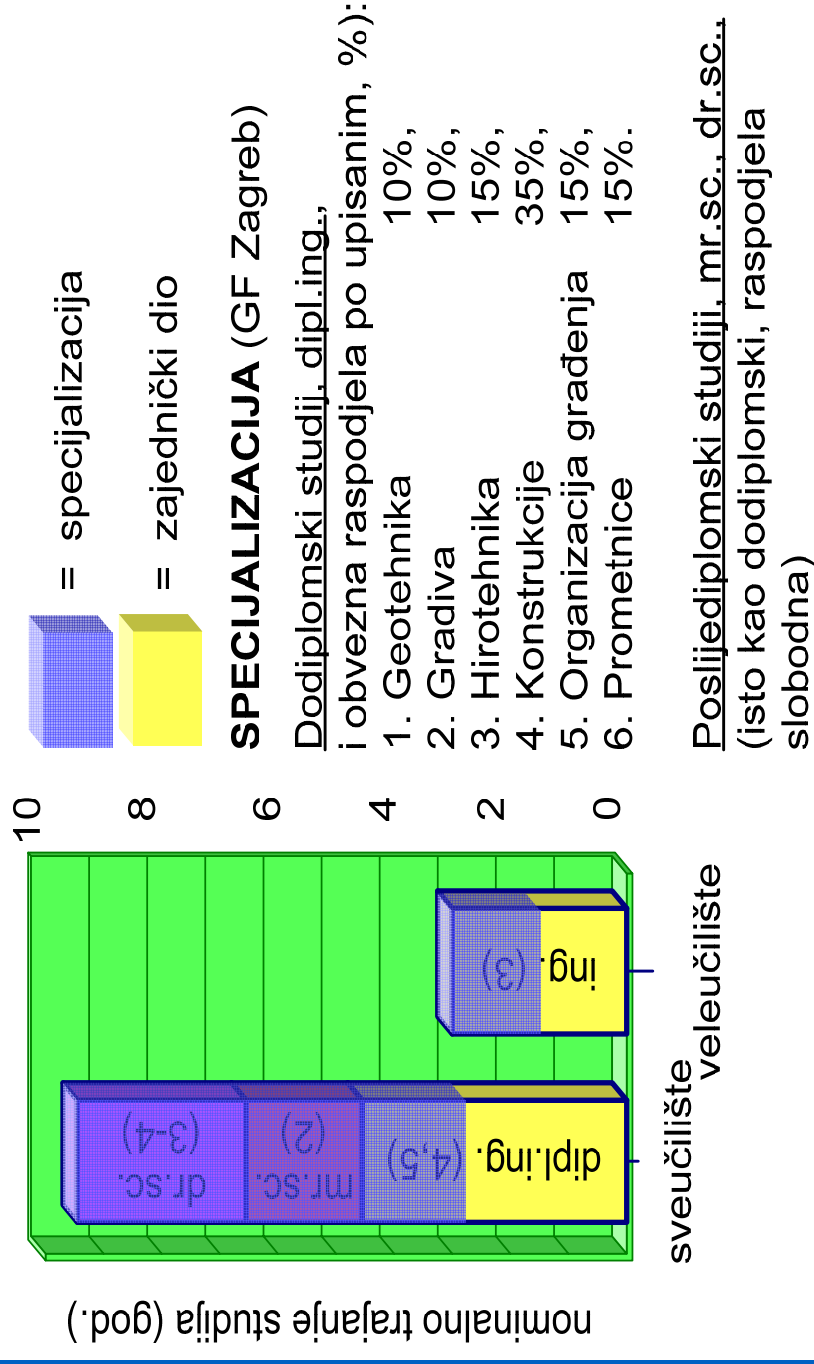 nominalno trajanje studija (god.)
10
8
6
4
2
0
dr.sc.
(3-4)
mr.sc.
(2)
dipl.ing. (4,5)
ing. (3)
sveučilište
veleučilište
= specijalizacija
= zajednički dio
SPECIJALIZACIJA (GF Zagreb)
Dodiplomski studij, dipl.ing.,
i obvezna raspodjela po upisanim, %):
1. Geotehnika 10%,
2. Gradiva 10%,
3. Hirotehnika 15%,
4. Konstrukcije 35%,
5. Organizacija građenja 15%,
6. Prometnice 15%.
Poslijediplomski studiji, mr.sc., dr.sc.,
(isto kao dodiplomski, raspodjela
slobodna)